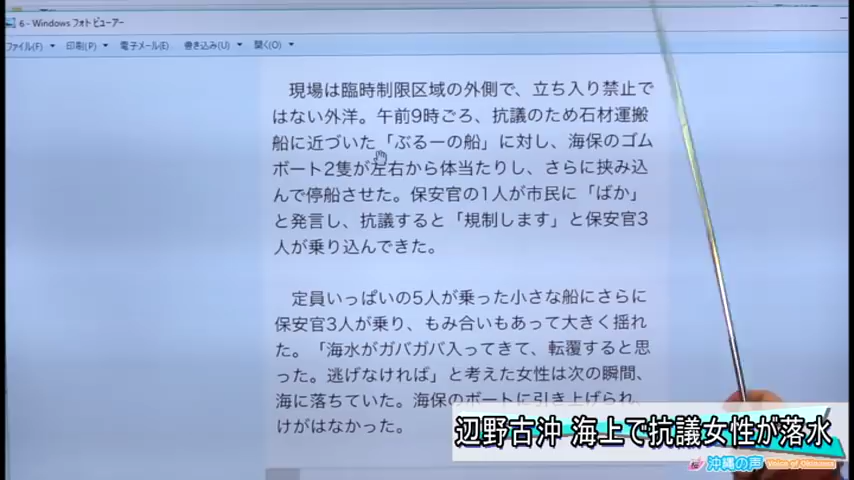 6 - Windows フォト ビューアー
ファイル(F) 印刷(P) 電子メール(E) 書き込み(U) 開く(O)
現場は臨時制限区域の外側で、立ち入り禁止で
はない外洋。午前9時ごろ、抗議のため石材運搬
船に近づいた「ぶるーの船」に対し、海保のゴム
ボート2隻が左右から体当たりし、さらに挟み込
んで停船させた。保安官の1人が市民に「ばか」
と発言し、抗議すると「規制します」と保安官3
人が乗り込んできた。
定員いっぱいの5人が乗った小さな船にさらに
保安官3人が乗り、もみ合いもあって大きく揺れ
た。「海水がガバガバ入ってきて、転覆すると思
った。逃げなければ」と考えた女性は次の瞬間、
海に落ちていた。海保のボートに引き上げられ、
けがはなかった。
辺野古沖 海上で抗議女性が落水
沖縄の声 Voice of Okinawa